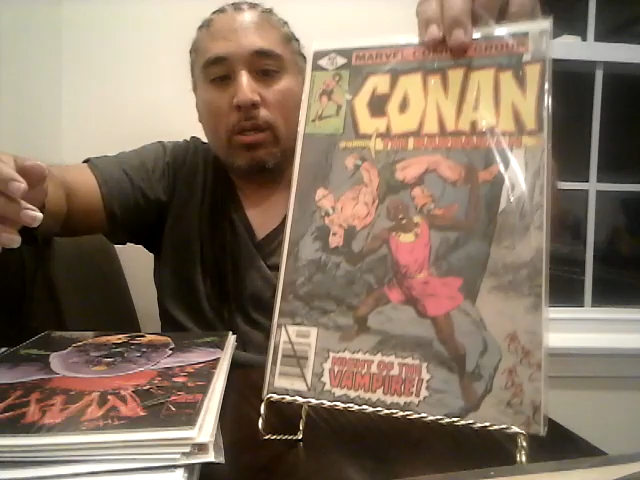 MARVEL COMICS GROUP
CONAN
THE BARBARIAN
NIGHT OF THE
VAMPIRE!